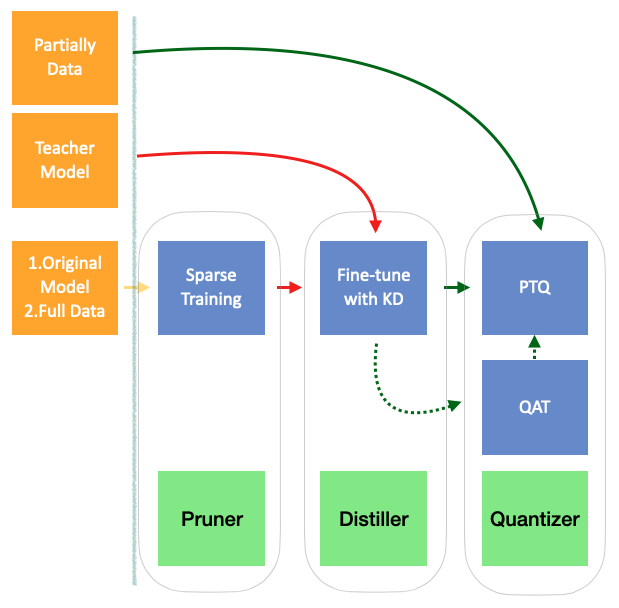 Partially
Data
Teacher
Model
1.Original
Model
2.Full Data
Sparse
Training
Fine-tune
with KD
PTQ
QAT
Pruner
Distiller
Quantizer